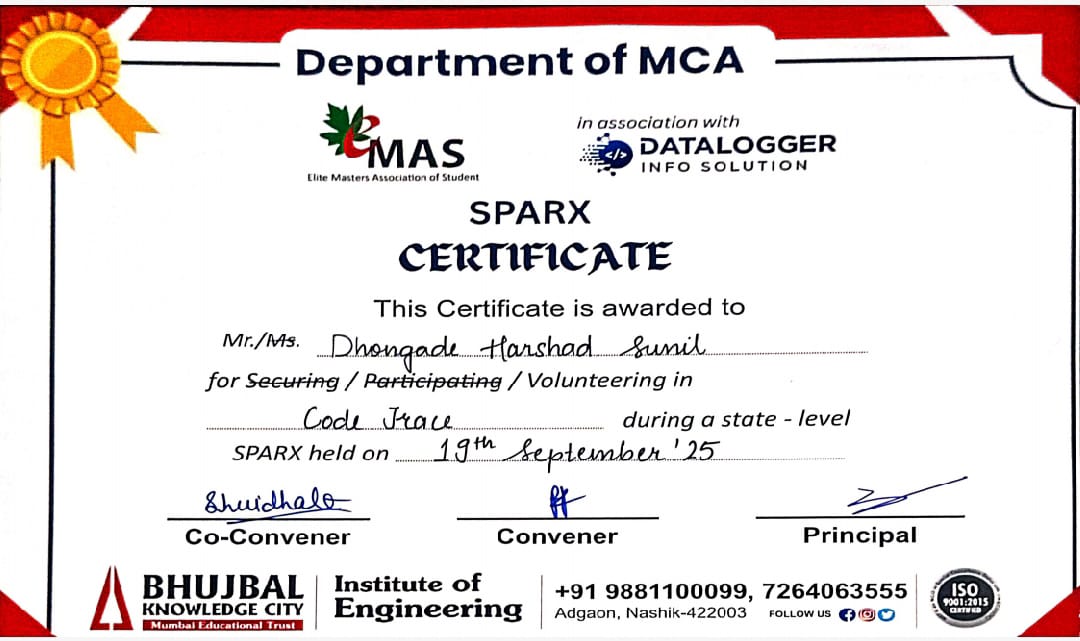 Department of MCA
eMAS
Elite Masters Association of Student
in association with
</> DATALOGGER
INFO SOLUTION
SPARX
CERTIFICATE
This Certificate is awarded to
Mr./Ms. Dhongade Harshad Sunil
for Securing / Participating / Volunteering in
Code Trace during a state - level
SPARX held on 19th September '25
Co-Convener
Convener
Principal
BHUJBAL
KNOWLEDGE CITY
Mumbai Educational Trust
Institute of
Engineering
+91 9881100099, 7264063555
Adgaon, Nashik-422003 FOLLOW US
ISO
9001:2015
CERTIFIED